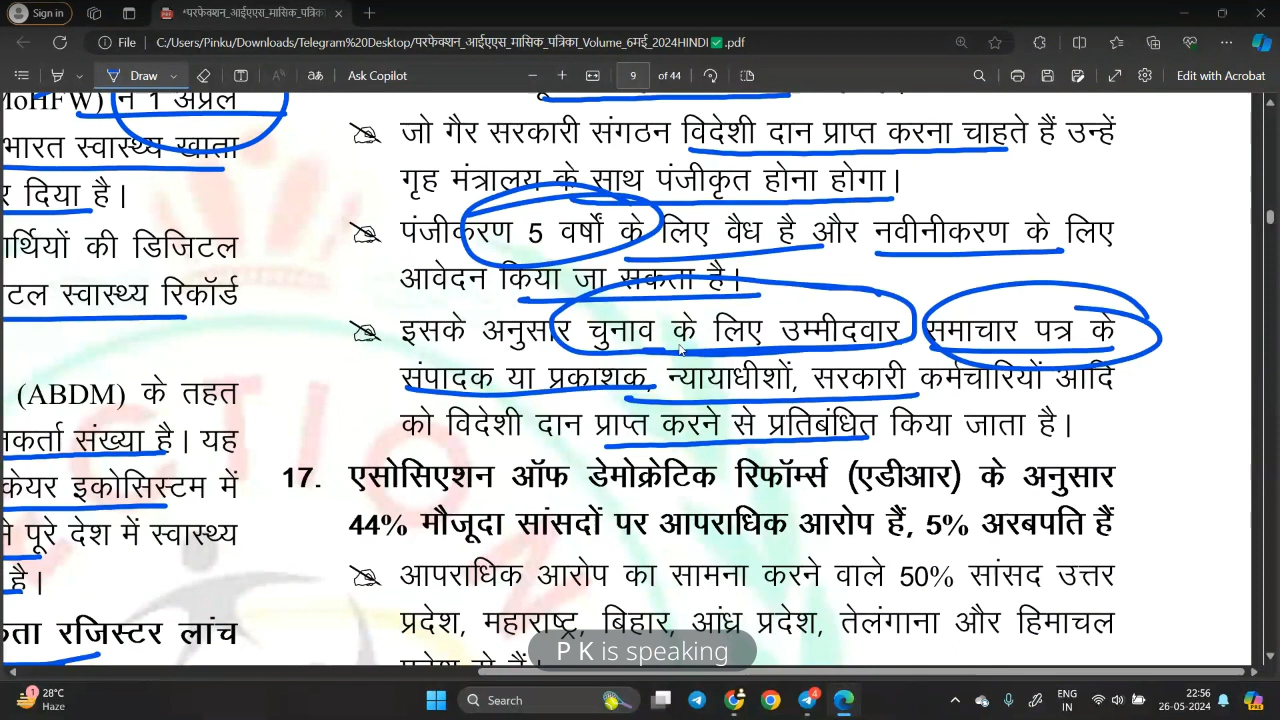 Sign in
*परफेक्शन_आईएएस_मासिक_पत्रिका
File C:/Users/Pinku/Downloads/Telegram%20Desktop/परफेक्शन_आईएएस_मासिक_पत्रिका_Volume_6मई_2024HINDI✅.pdf
Draw
Ask Copilot
9 of 44
Edit with Acrobat
MoHFW) ने 1 अप्रैल
भारत स्वास्थ्य खाता
र दिया है।
ार्थियों की डिजिटल
टल स्वास्थ्य रिकॉर्ड
(ABDM) के तहत
नकर्ता संख्या है। यह
केयर इकोसिस्टम में
से पूरे देश में स्वास्थ्य
है।
कता रजिस्टर लांच
जो गैर सरकारी संगठन विदेशी दान प्राप्त करना चाहते हैं उन्हें
गृह मंत्रालय के साथ पंजीकृत होना होगा।
पंजीकरण 5 वर्षों के लिए वैध है और नवीनीकरण के लिए
आवेदन किया जा सकता है।
इसके अनुसार चुनाव के लिए उम्मीदवार समाचार पत्र के
संपादक या प्रकाशक, न्यायाधीशों, सरकारी कर्मचारियों आदि
को विदेशी दान प्राप्त करने से प्रतिबंधित किया जाता है।
17. एसोसिएशन ऑफ डेमोक्रेटिक रिफॉर्म्स (एडीआर) के अनुसार
44% मौजूदा सांसदों पर आपराधिक आरोप हैं, 5% अरबपति हैं
आपराधिक आरोप का सामना करने वाले 50% सांसद उत्तर
प्रदेश, महाराष्ट्र, बिहार, आंध्र प्रदेश, तेलंगाना और हिमाचल
P K is speaking
28°C
Haze
Search
ENG
IN
22:56
26-05-2024